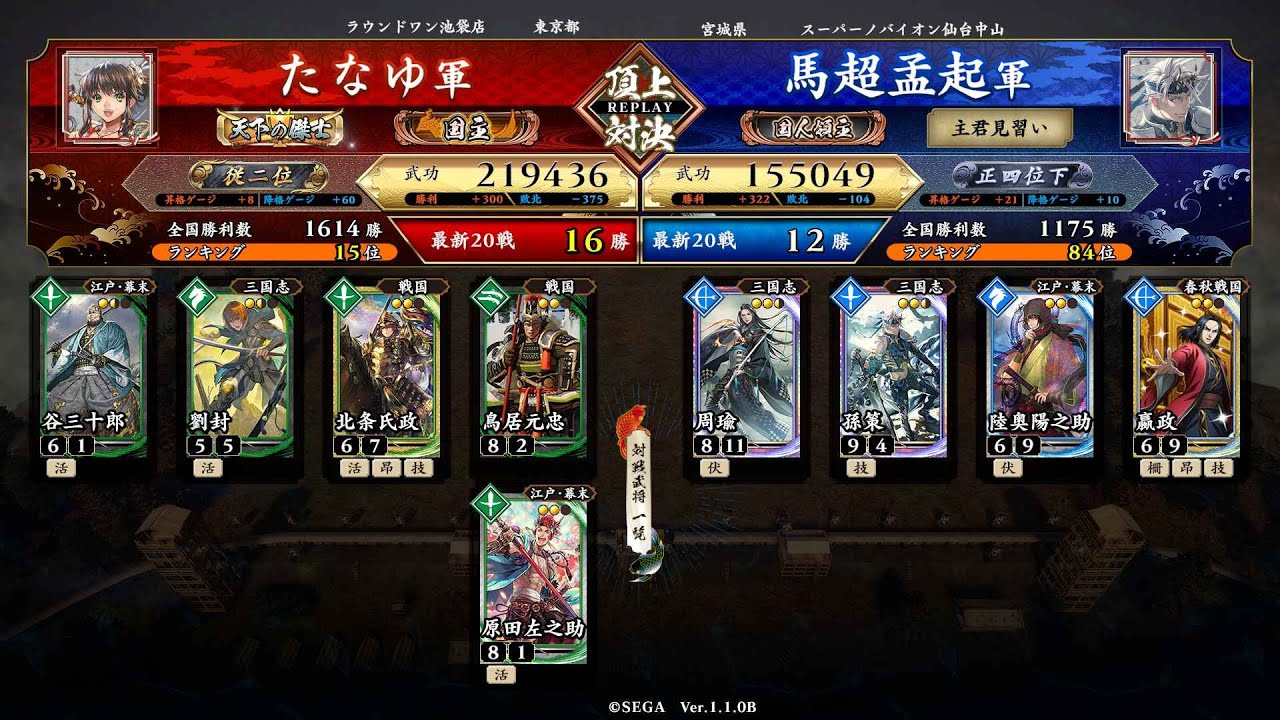 ラウンドワン池袋店 東京都 宮城県 スーパーノバイオン仙台中山
たなゆ軍 頂上 REPLAY 対決 馬超孟起軍
天下の傑士 国主 国人領主 主君見習い
従二位 武功 219436 武功 155049 正四位下
昇格ゲージ +8 降格ゲージ +60 勝利 +300 敗北 -375 勝利 +322 敗北 -104 昇格ゲージ +21 降格ゲージ +10
全国勝利数 1614勝 最新20戦 16勝 最新20戦 12勝 全国勝利数 1175勝
ランキング 15位 ランキング 84位
江戸・幕末 三国志 戦国 戦国 三国志 三国志 江戸・幕末 春秋戦国
谷三十郎 劉封 北条氏政 鳥居元忠 周瑜 孫策 陸奥陽之助 嬴政
6 1 5 5 6 7 8 2 8 11 9 4 6 9 6 9
活 活 活 昂 技 伏 技 伏 柵 昂 技
対戦武将一覧
江戸・幕末
原田左之助
8 1
活
©SEGA Ver.1.1.0B